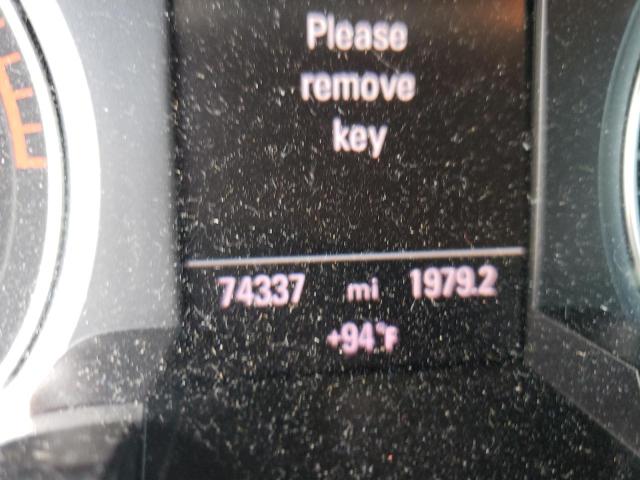 Please
remove
key
74337 mi 1979.2
+94°F